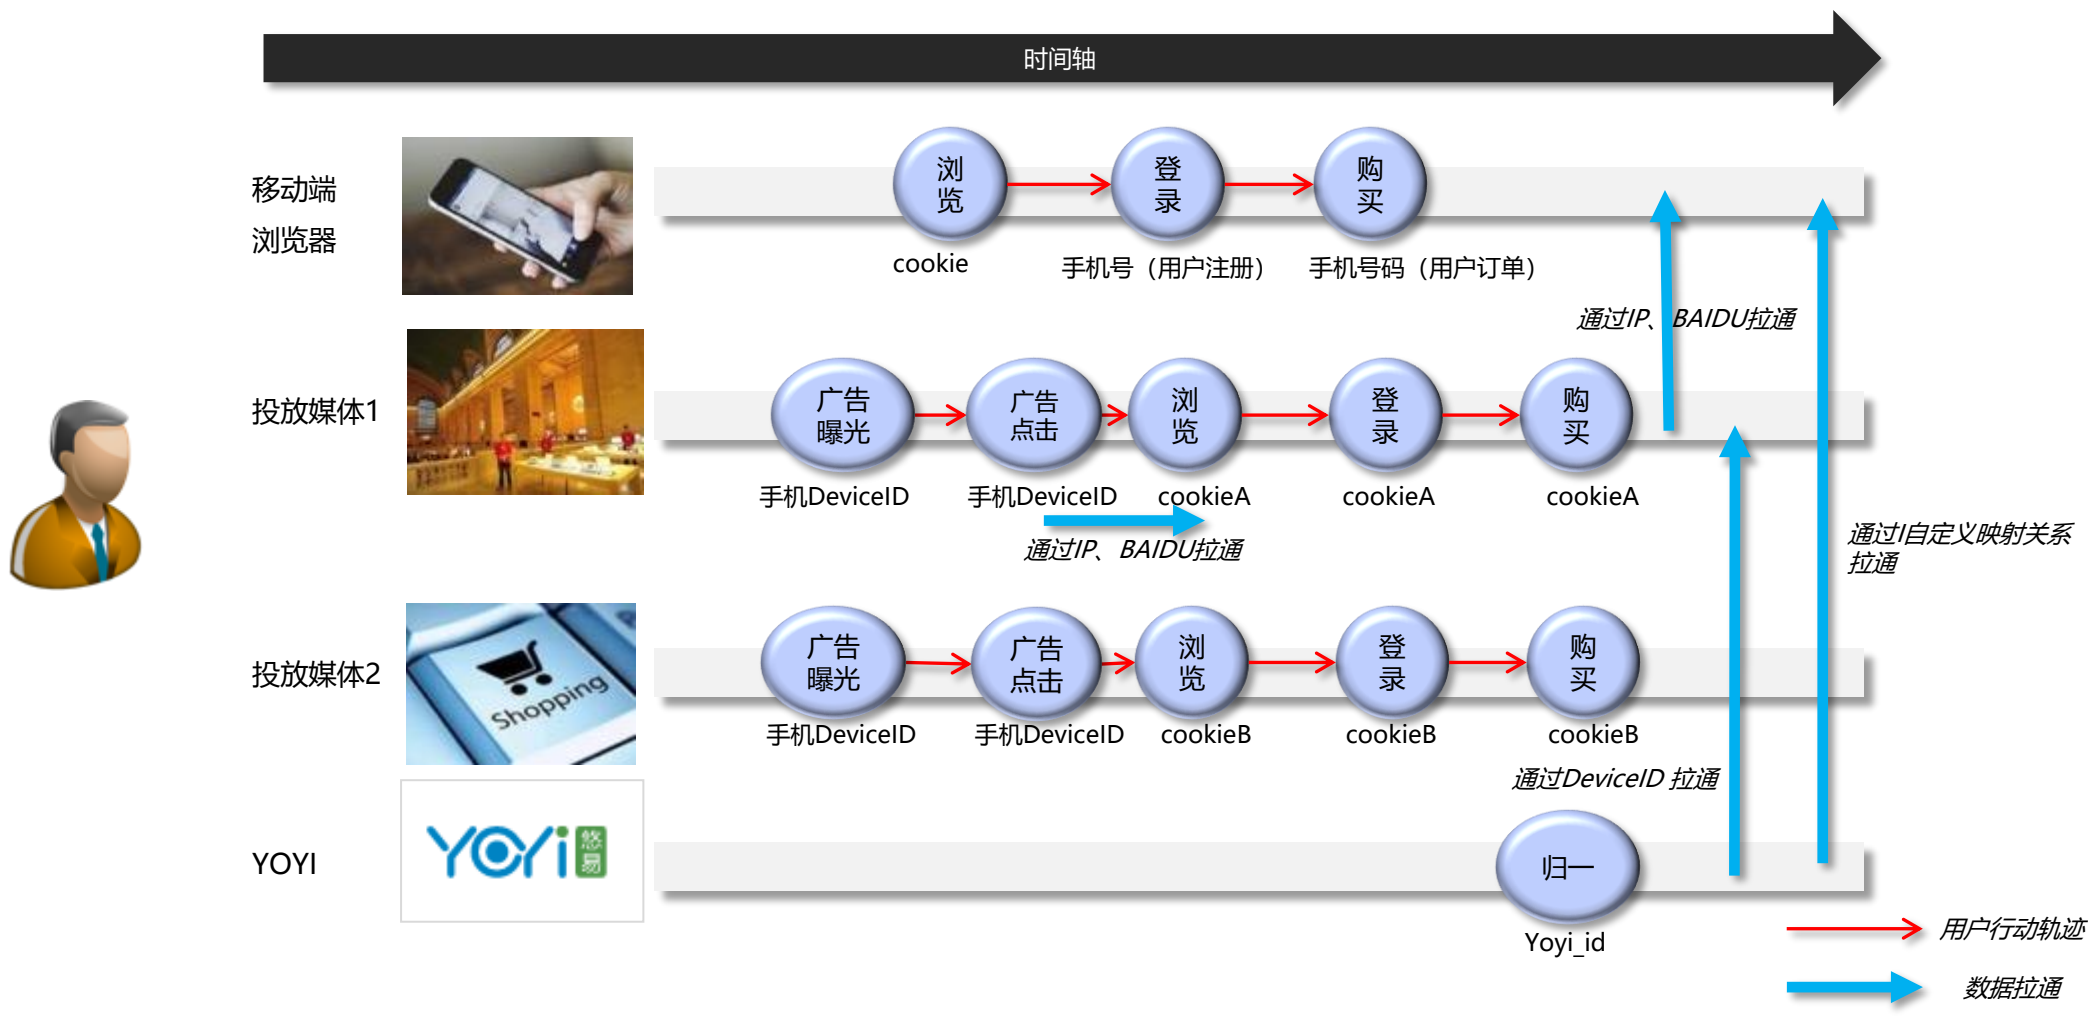 时间轴
移动端
浏览器
浏
览
登
录
购
买
cookie
手机号（用户注册）
手机号码（用户订单）
通过IP、BAIDU拉通
投放媒体1
广告
曝光
广告
点击
浏
览
登
录
购
买
手机DeviceID
手机DeviceID
cookieA
cookieA
cookieA
通过IP、BAIDU拉通
通过I自定义映射关系
拉通
投放媒体2
Shopping
广告
曝光
广告
点击
浏
览
登
录
购
买
手机DeviceID
手机DeviceID
cookieB
cookieB
cookieB
通过DeviceID 拉通
YOYI
YOYi悠易
归一
Yoyi_id
用户行动轨迹
数据拉通